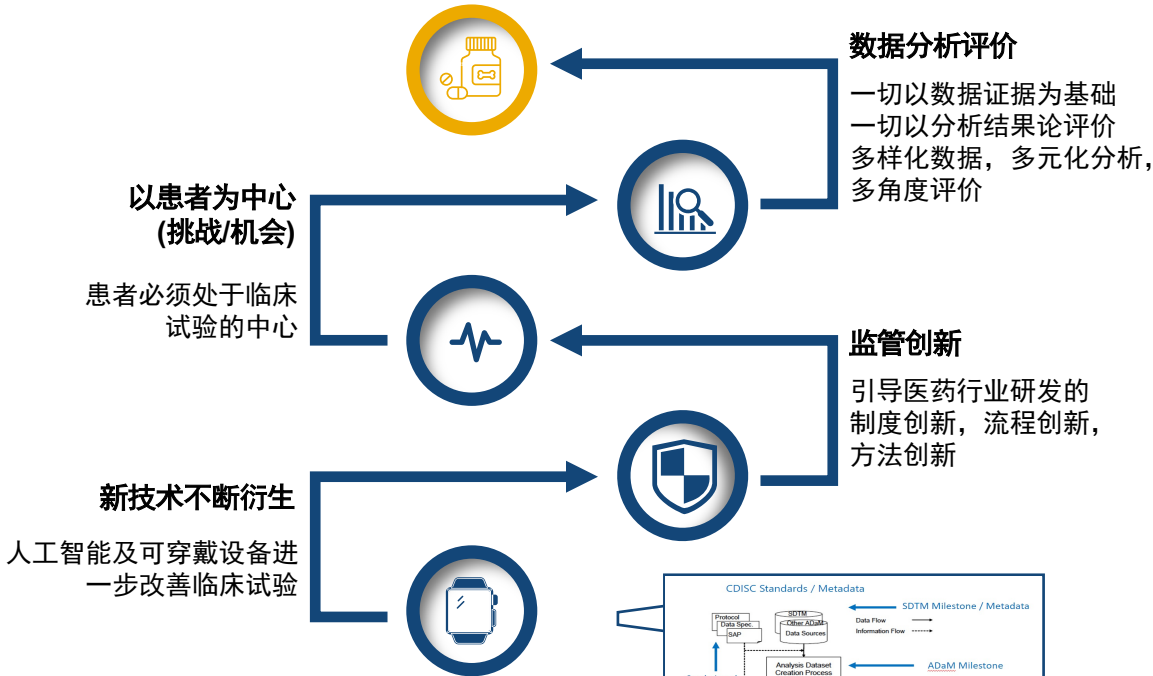 数据分析评价
一切以数据证据为基础
一切以分析结果论评价
多样化数据，多元化分析，
多角度评价
以患者为中心
(挑战/机会)
患者必须处于临床
试验的中心
监管创新
引导医药行业研发的
制度创新，流程创新，
方法创新
新技术不断衍生
人工智能及可穿戴设备进
一步改善临床试验
CDISC Standards / Metadata
SDTM Milestone / Metadata
Protocol
Data Spec.
SAP
SDTM
Other ADaM
Data Sources
Data Flow
Information Flow
Analysis Dataset
Creation Process
ADaM Milestone